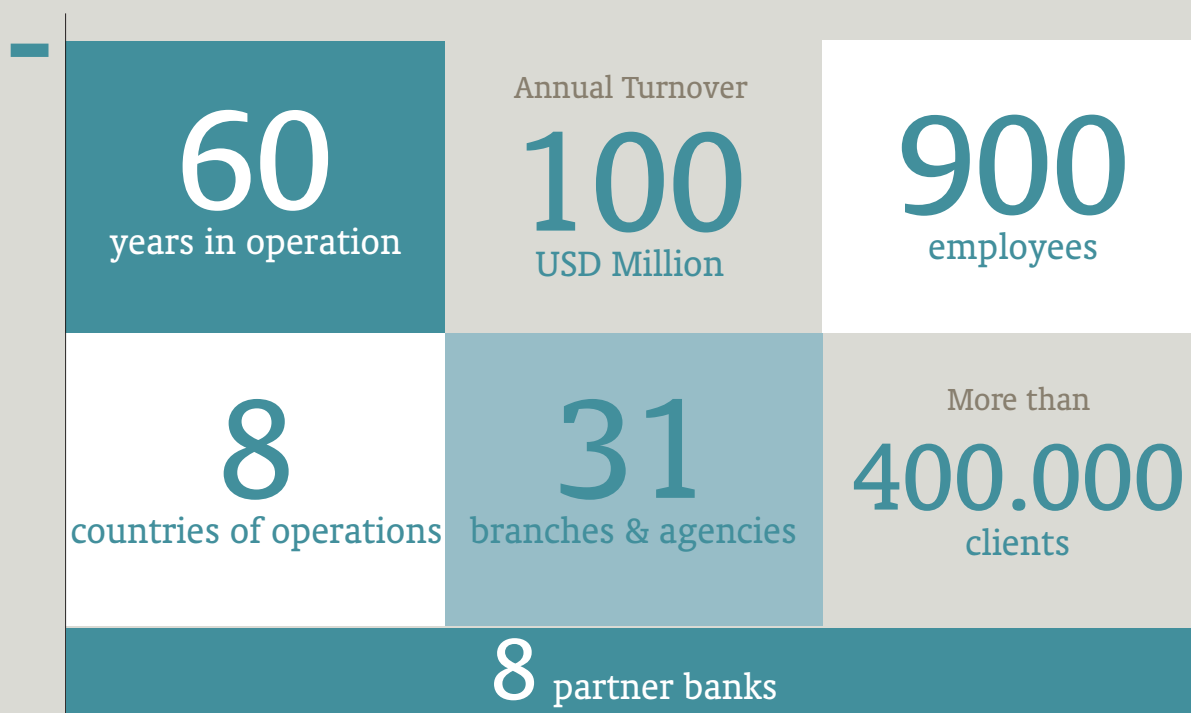 60
years in operation
Annual Turnover
100
USD Million
900
employees
8
countries of operations
31
branches & agencies
More than
400.000
clients
8 partner banks